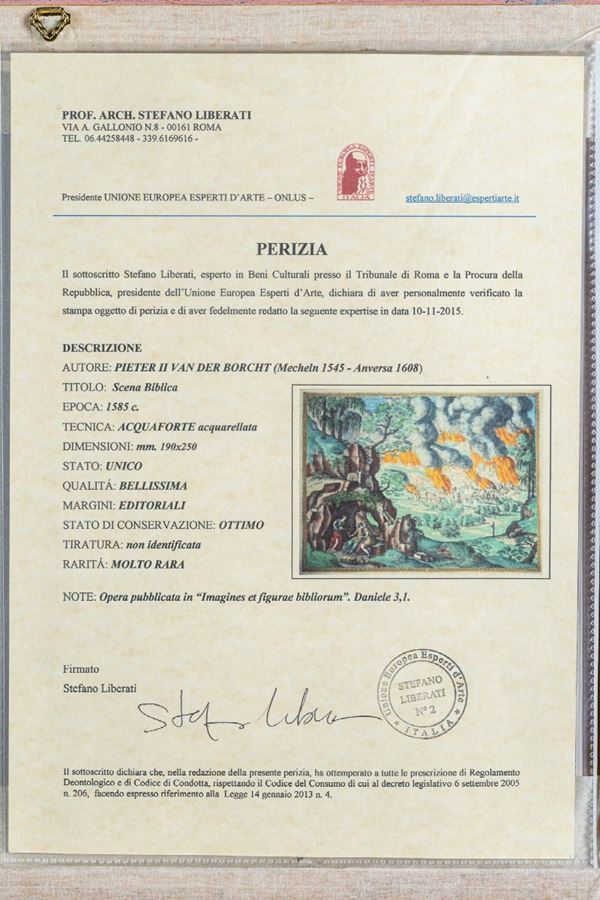 PROF. ARCH. STEFANO LIBERATI
VIA A. GALLONIO N.8 - 00161 ROMA
TEL. 06.44258448 - 339.6169616 -
UNIONE EUROPEA ESPERTI D'ARTE
ITALIA
Presidente UNIONE EUROPEA ESPERTI D'ARTE – ONLUS –
stefano.liberati@espertiarte.it
PERIZIA
Il sottoscritto Stefano Liberati, esperto in Beni Culturali presso il Tribunale di Roma e la Procura della
Repubblica, presidente dell'Unione Europea Esperti d'Arte, dichiara di aver personalmente verificato la
stampa oggetto di perizia e di aver fedelmente redatto la seguente expertise in data 10-11-2015.
DESCRIZIONE
AUTORE: PIETER II VAN DER BORCHT (Mecheln 1545 - Anversa 1608)
TITOLO: Scena Biblica
EPOCA: 1585 c.
TECNICA: ACQUAFORTE acquarellata
DIMENSIONI: mm. 190x250
STATO: UNICO
QUALITÁ: BELLISSIMA
MARGINI: EDITORIALI
STATO DI CONSERVAZIONE: OTTIMO
TIRATURA: non identificata
RARITÁ: MOLTO RARA
NOTE: Opera pubblicata in "Imagines et figurae bibliorum". Daniele 3,1.
Firmato
Stefano Liberati
Stefano Liberati
Unione Europea Esperti d'Arte
STEFANO
LIBERATI
N° 2
ITALIA
Il sottoscritto dichiara che, nella redazione della presente perizia, ha ottemperato a tutte le prescrizione di Regolamento
Deontologico e di Codice di Condotta, rispettando il Codice del Consumo di cui al decreto legislativo 6 settembre 2005
n. 206, facendo espresso riferimento alla Legge 14 gennaio 2013 n. 4.